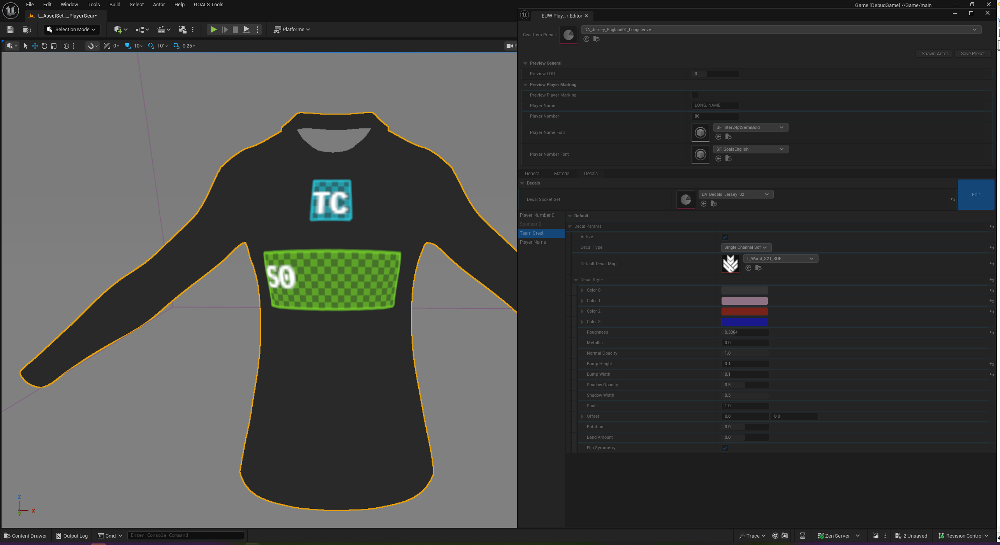 File Edit Window Tools Build Select Actor Help GOALS Tools
Game [DebugGame] //Game/main
L_AssetSet..._PlayerGear*
EUW Play...r Editor
Selection Mode
Platforms
Gear Item Preset
DA_Jersey_England01_Longsleeve
0 10 10° 0.25
Spawn Actor Save Preset
Preview General
Preview LOD 0
Preview Player Marking
Preview Player Marking
Player Name LONG. NAME
Player Number 86
Player Name Font SF_Inter24ptSemiBold
Player Number Font SF_GoalsEnglish
General Material Decals
Decals
Decal Socket Set DA_Decals_Jersey_02 Edit
Player Number 0
Sponsor 0
Team Crest
Player Name
Default
Decal Params
Active
Decal Type Single Channel Sdf
Default Decal Map T_World_S21_SDF
Decal Style
Color 0
Color 1
Color 2
Color 3
Roughness 0.3064
Metallic 0.0
Normal Opacity 1.0
Bump Height 0.1
Bump Width 0.1
Shadow Opacity 0.5
Shadow Width 0.5
Scale 1.0
Offset 0.0 0.0
Rotation 0.0
Bend Amount 0.0
Flip Symmetry
TC
S0
Z
X
Y
Content Drawer Output Log Cmd Enter Console Command Trace Zen Server 2 Unsaved Revision Control